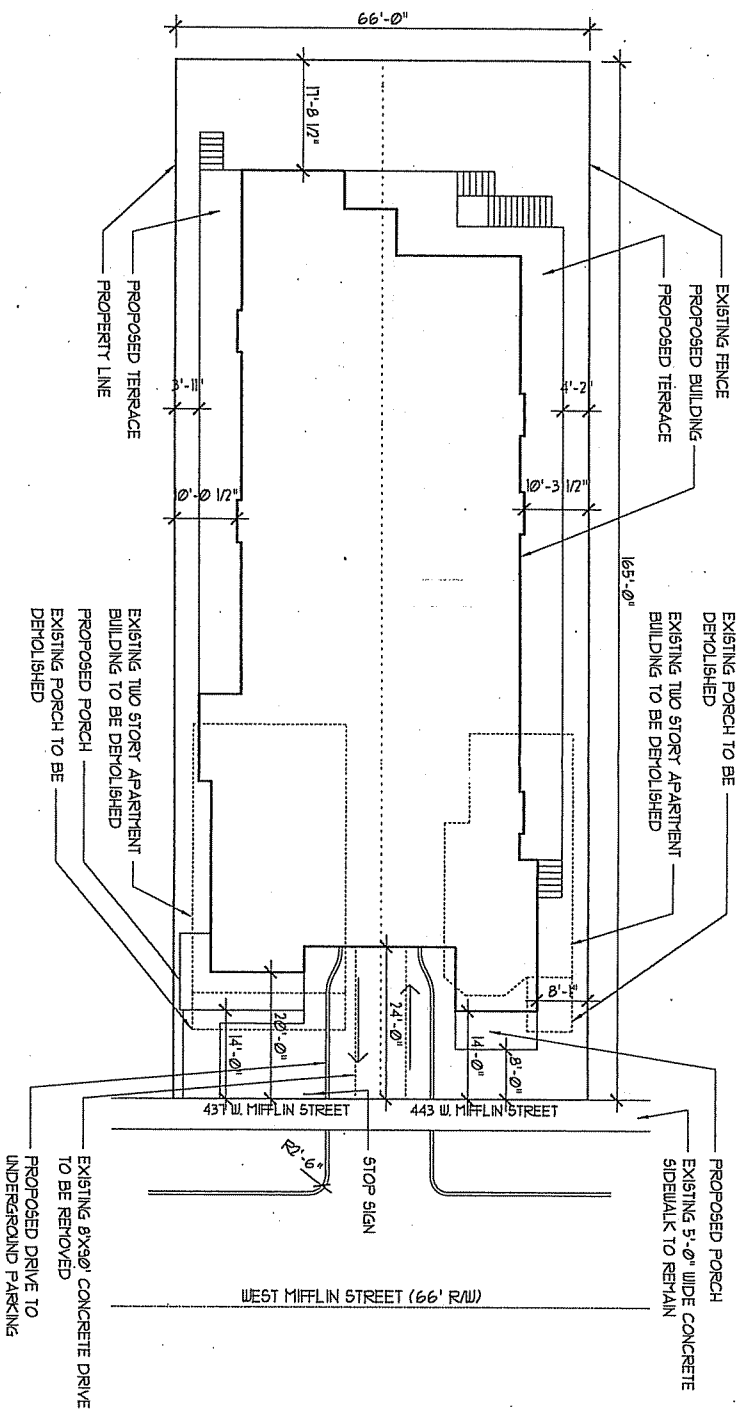 66'-0"
17'-8 1/2"
EXISTING FENCE
PROPOSED BUILDING
PROPOSED TERRACE
PROPOSED TERRACE
PROPERTY LINE
3'-11"
4'-2"
0'-0 1/2"
10'-3 1/2"
165'-0"
EXISTING PORCH TO BE
DEMOLISHED
EXISTING TWO STORY APARTMENT
BUILDING TO BE DEMOLISHED
EXISTING TWO STORY APARTMENT
BUILDING TO BE DEMOLISHED
PROPOSED PORCH
EXISTING PORCH TO BE
DEMOLISHED
8'-1"
20'-0"
14'-0"
24'-0"
14'-0"
8'-0"
437 W. MIFFLIN STREET
443 W. MIFFLIN STREET
R2'-6"
STOP SIGN
PROPOSED PORCH
EXISTING 5'-0" WIDE CONCRETE
SIDEWALK TO REMAIN
EXISTING 8'X90' CONCRETE DRIVE
TO BE REMOVED
PROPOSED DRIVE TO
UNDERGROUND PARKING
WEST MIFFLIN STREET (66' R/W)